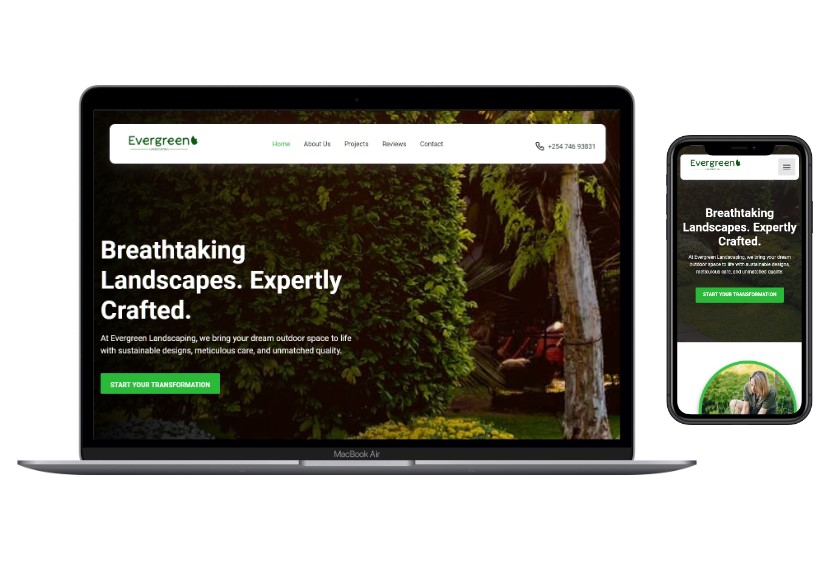 Evergreen
LANDSCAPING
Home About Us Projects Reviews Contact
+254 746 93831
Breathtaking
Landscapes. Expertly
Crafted.
At Evergreen Landscaping, we bring your dream outdoor space to life
with sustainable designs, meticulous care, and unmatched quality.
START YOUR TRANSFORMATION
MacBook Air
Evergreen
Breathtaking
Landscapes. Expertly
Crafted.
At Evergreen Landscaping, we bring your dream
outdoor space to life with sustainable designs,
meticulous care, and unmatched quality.
START YOUR TRANSFORMATION